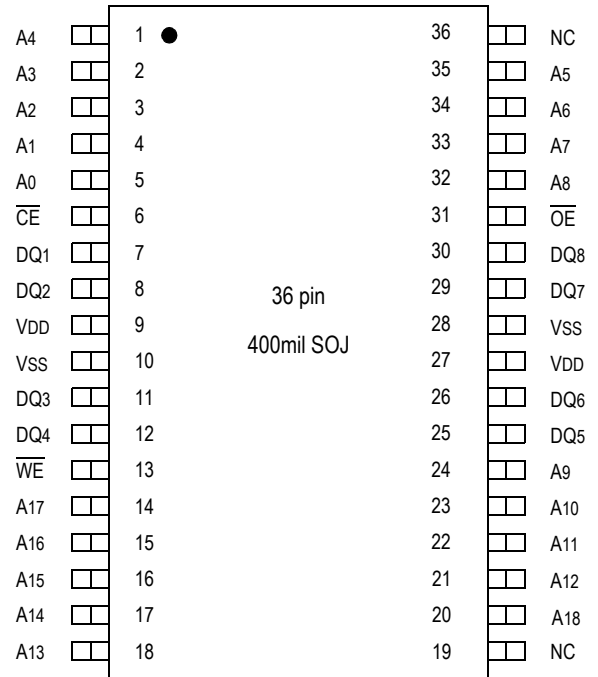 A4 1 36 NC
A3 2 35 A5
A2 3 34 A6
A1 4 33 A7
A0 5 32 A8
CE 6 31 OE
DQ1 7 30 DQ8
DQ2 8 36 pin 29 DQ7
VDD 9 28 VSS
VSS 10 400mil SOJ 27 VDD
DQ3 11 26 DQ6
DQ4 12 25 DQ5
WE 13 24 A9
A17 14 23 A10
A16 15 22 A11
A15 16 21 A12
A14 17 20 A18
A13 18 19 NC